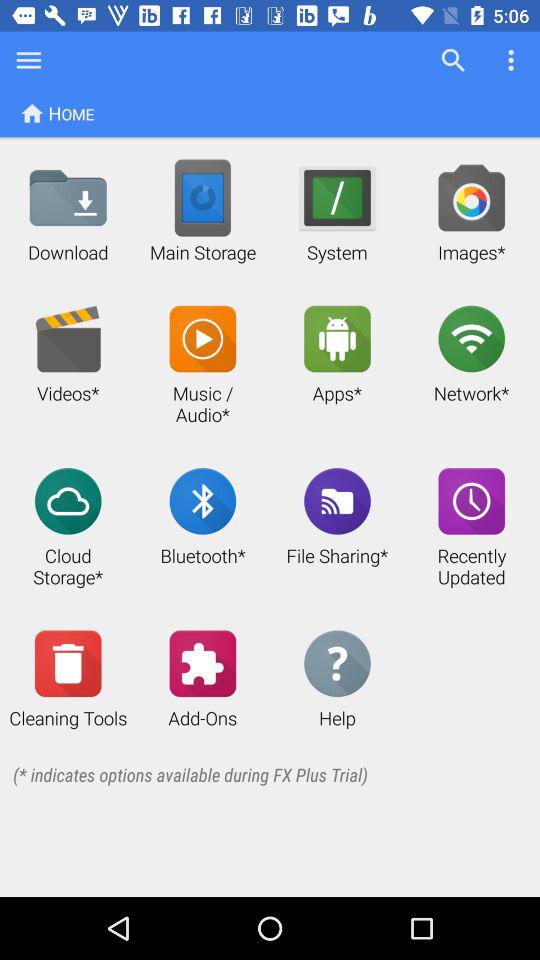 5:06
HOME
Download Main Storage System Images*
Videos* Music / Apps* Network*
Audio*
Cloud Bluetooth* File Sharing* Recently
Storage* Updated
Cleaning Tools Add-Ons Help
(* indicates options available during FX Plus Trial)